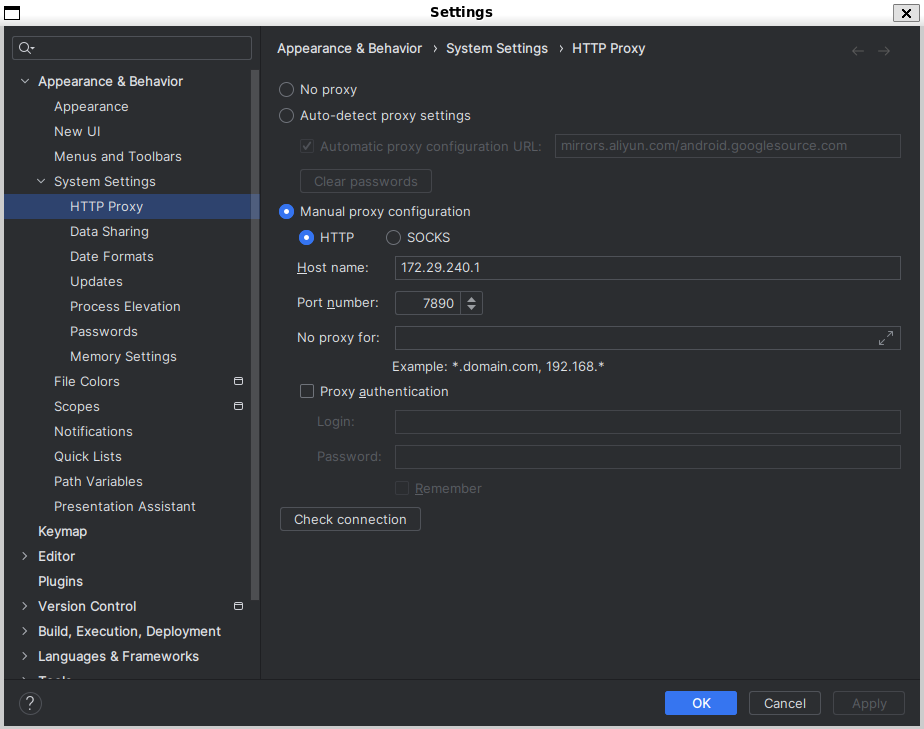 Settings
Appearance & Behavior
Appearance
New UI
Menus and Toolbars
System Settings
HTTP Proxy
Data Sharing
Date Formats
Updates
Process Elevation
Passwords
Memory Settings
File Colors
Scopes
Notifications
Quick Lists
Path Variables
Presentation Assistant
Keymap
Editor
Plugins
Version Control
Build, Execution, Deployment
Languages & Frameworks
Tools
Appearance & Behavior › System Settings › HTTP Proxy
No proxy
Auto-detect proxy settings
Automatic proxy configuration URL: mirrors.aliyun.com/android.googlesource.com
Clear passwords
Manual proxy configuration
HTTP SOCKS
Host name: 172.29.240.1
Port number: 7890
No proxy for:
Example: *.domain.com, 192.168.*
Proxy authentication
Login:
Password:
Remember
Check connection
? OK Cancel Apply